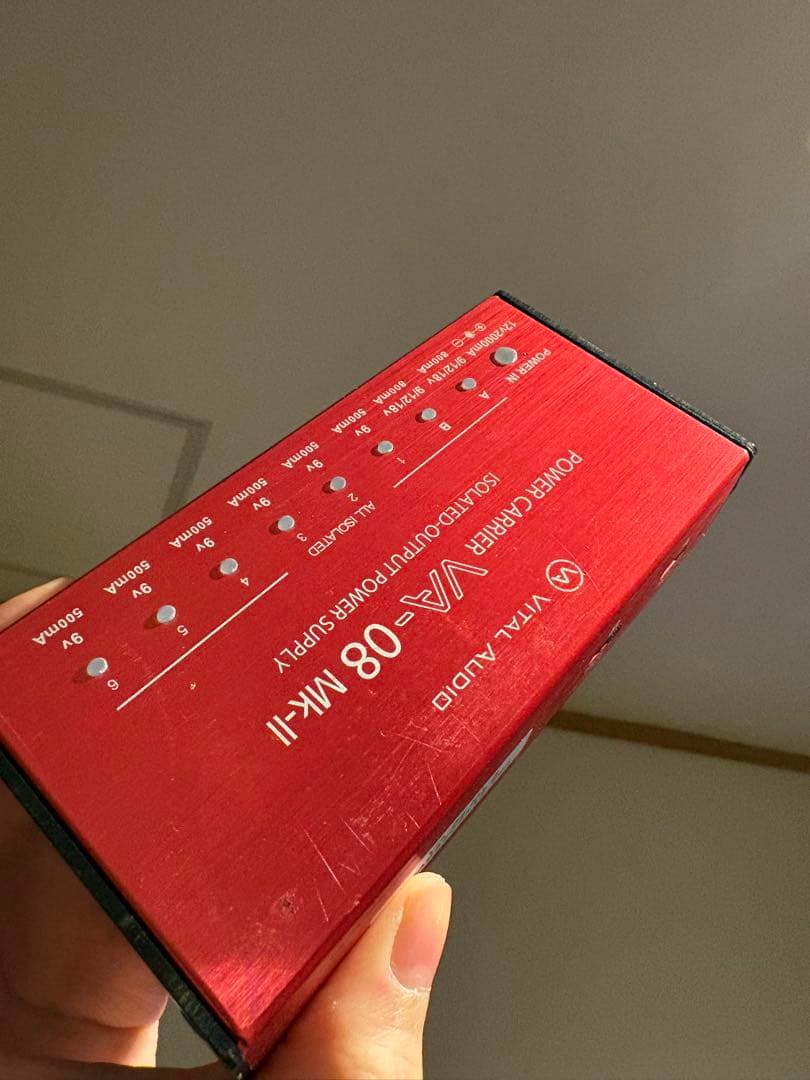 VITAL AUDIO
POWER CARRIER VA-08 Mk-II
ISOLATED-OUTPUT POWER SUPPLY
ALL ISOLATED
POWER IN A B 1 2 3 4 5 6
12v2000mA 9/12/18v 9/12/18v 9v 9v 9v 9v 9v 9v
800mA 800mA 500mA 500mA 500mA 500mA 500mA 500mA